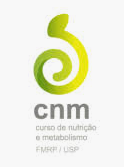 cnm
curso de nutrição
e metabolismo
FMRP / USP